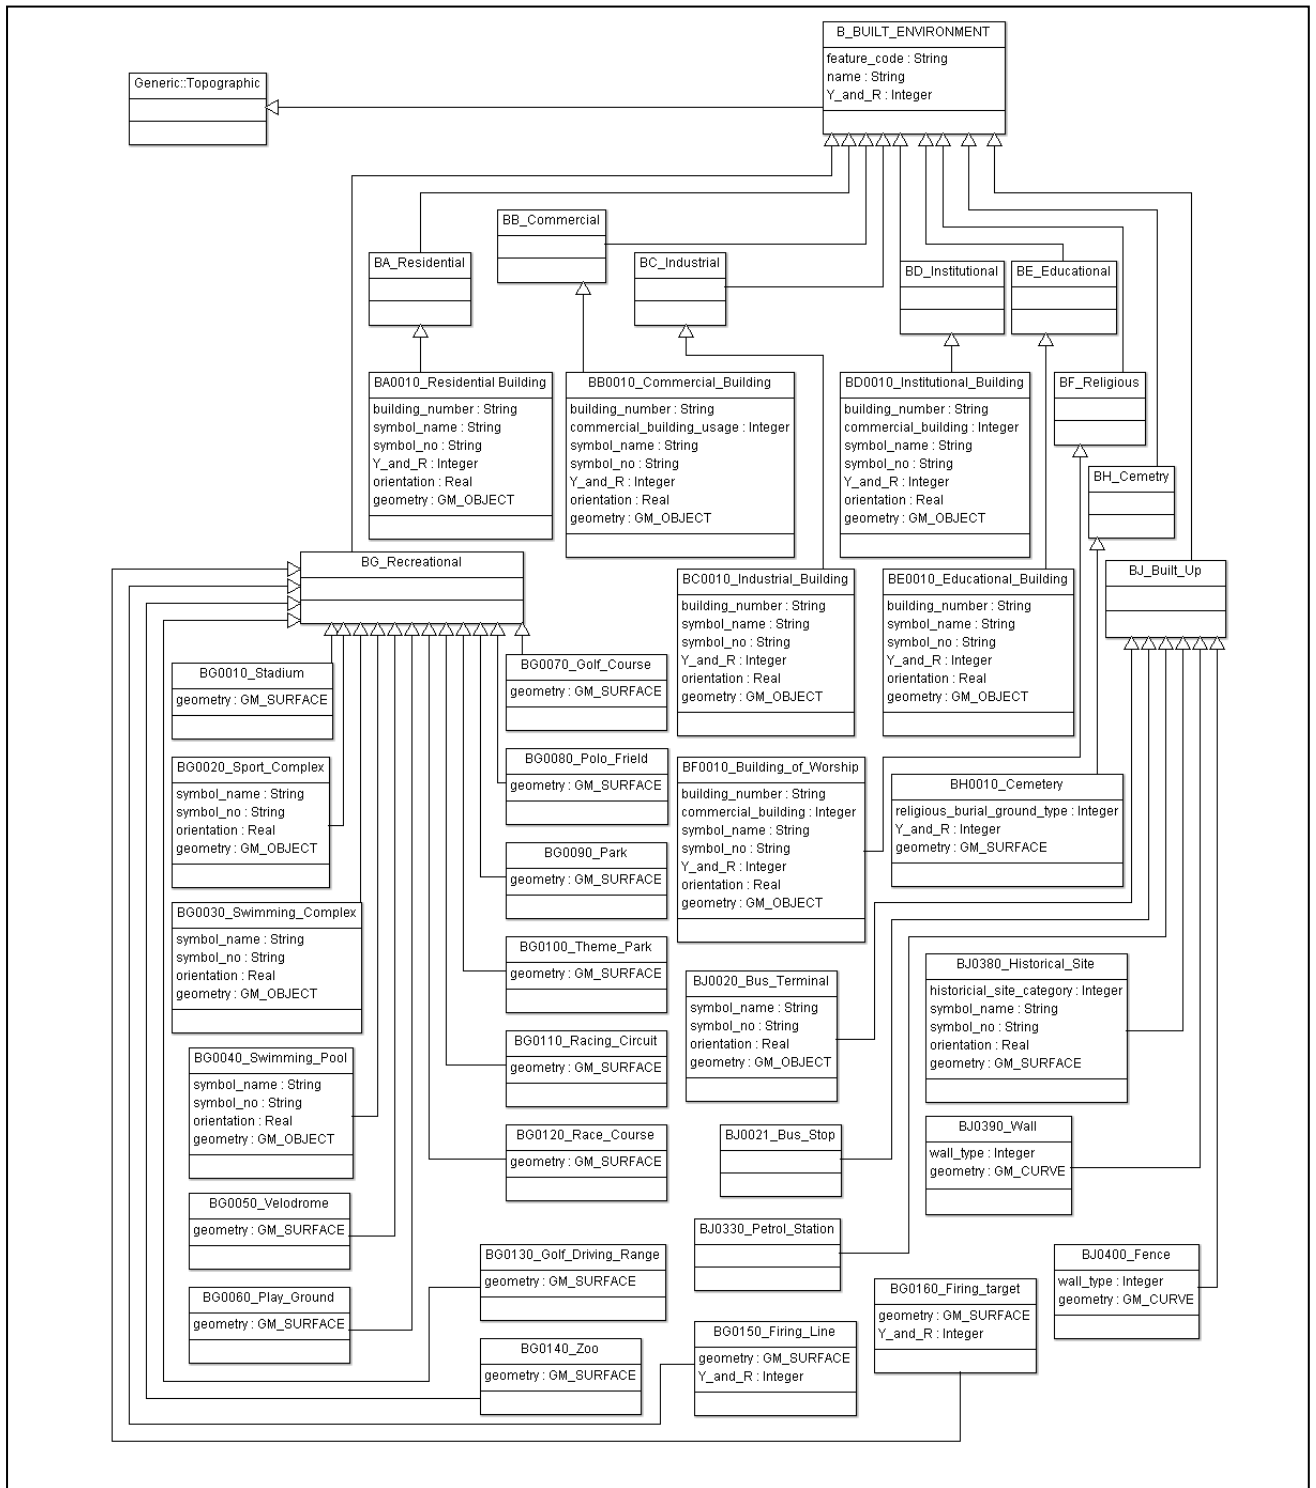 B_BUILT_ENVIRONMENT
feature_code : String
name : String
Y_and_R : Integer
Generic::Topographic
BB_Commercial
BA_Residential
BC_Industrial
BD_Institutional
BE_Educational
BA0010_Residential Building
building_number : String
symbol_name : String
symbol_no : String
Y_and_R : Integer
orientation : Real
geometry : GM_OBJECT
BB0010_Commercial_Building
building_number : String
commercial_building_usage : Integer
symbol_name : String
symbol_no : String
Y_and_R : Integer
orientation : Real
geometry : GM_OBJECT
BD0010_Institutional_Building
building_number : String
commercial_building : Integer
symbol_name : String
symbol_no : String
Y_and_R : Integer
orientation : Real
geometry : GM_OBJECT
BF_Religious
BH_Cemetry
BG_Recreational
BJ_Built_Up
BC0010_Industrial_Building
building_number : String
symbol_name : String
symbol_no : String
Y_and_R : Integer
orientation : Real
geometry : GM_OBJECT
BE0010_Educational_Building
building_number : String
symbol_name : String
symbol_no : String
Y_and_R : Integer
orientation : Real
geometry : GM_OBJECT
BG0010_Stadium
geometry : GM_SURFACE
BG0070_Golf_Course
geometry : GM_SURFACE
BG0020_Sport_Complex
symbol_name : String
symbol_no : String
orientation : Real
geometry : GM_OBJECT
BG0080_Polo_Frield
geometry : GM_SURFACE
BF0010_Building_of_Worship
building_number : String
commercial_building : Integer
symbol_name : String
symbol_no : String
Y_and_R : Integer
orientation : Real
geometry : GM_OBJECT
BH0010_Cemetery
religious_burial_ground_type : Integer
Y_and_R : Integer
geometry : GM_SURFACE
BG0090_Park
geometry : GM_SURFACE
BG0030_Swimming_Complex
symbol_name : String
symbol_no : String
orientation : Real
geometry : GM_OBJECT
BG0100_Theme_Park
geometry : GM_SURFACE
BJ0020_Bus_Terminal
symbol_name : String
symbol_no : String
orientation : Real
geometry : GM_OBJECT
BJ0380_Historical_Site
historicial_site_category : Integer
symbol_name : String
symbol_no : String
orientation : Real
geometry : GM_SURFACE
BG0040_Swimming_Pool
symbol_name : String
symbol_no : String
orientation : Real
geometry : GM_OBJECT
BG0110_Racing_Circuit
geometry : GM_SURFACE
BG0120_Race_Course
geometry : GM_SURFACE
BJ0021_Bus_Stop
BJ0390_Wall
wall_type : Integer
geometry : GM_CURVE
BG0050_Velodrome
geometry : GM_SURFACE
BJ0330_Petrol_Station
BG0130_Golf_Driving_Range
geometry : GM_SURFACE
BJ0400_Fence
wall_type : Integer
geometry : GM_CURVE
BG0060_Play_Ground
geometry : GM_SURFACE
BG0160_Firing_target
geometry : GM_SURFACE
Y_and_R : Integer
BG0150_Firing_Line
geometry : GM_SURFACE
Y_and_R : Integer
BG0140_Zoo
geometry : GM_SURFACE